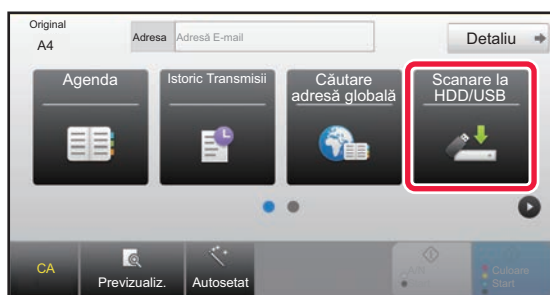 Original
A4
Adresa
Adresă E-mail
Detaliu
Agenda
Istoric Transmisii
Căutare
adresă globală
Scanare la
HDD/USB
CA
Previzualiz.
Autosetat
A/N
Start
Culoare
Start